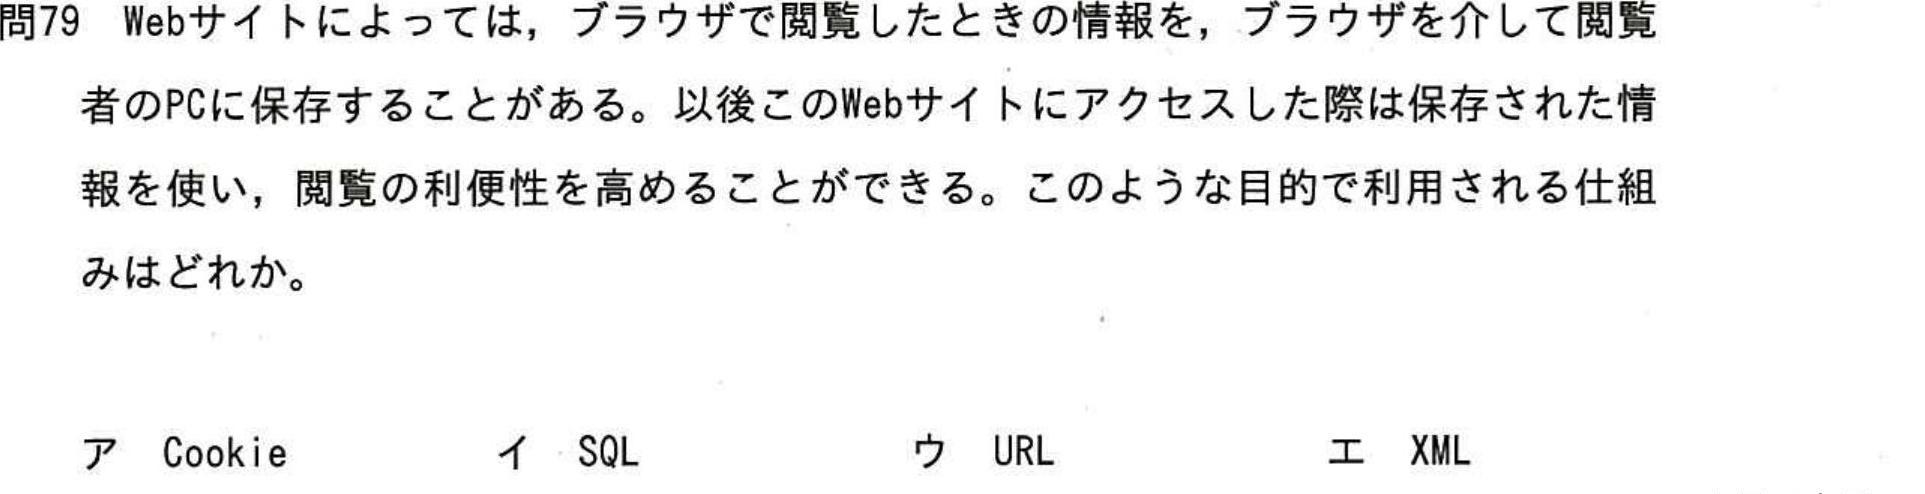 問79　Webサイトによっては，ブラウザで閲覧したときの情報を，ブラウザを介して閲覧
者のPCに保存することがある。以後このWebサイトにアクセスした際は保存された情
報を使い，閲覧の利便性を高めることができる。このような目的で利用される仕組
みはどれか。
ア　Cookie　イ　SQL　ウ　URL　エ　XML